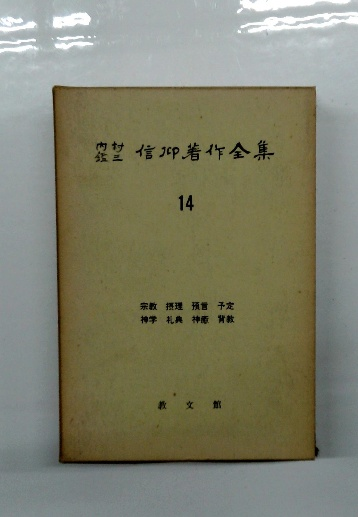 内村鑑三 信仰著作全集
14
宗教 摂理 預言 予定
神学 礼典 神癒 背教
教文館